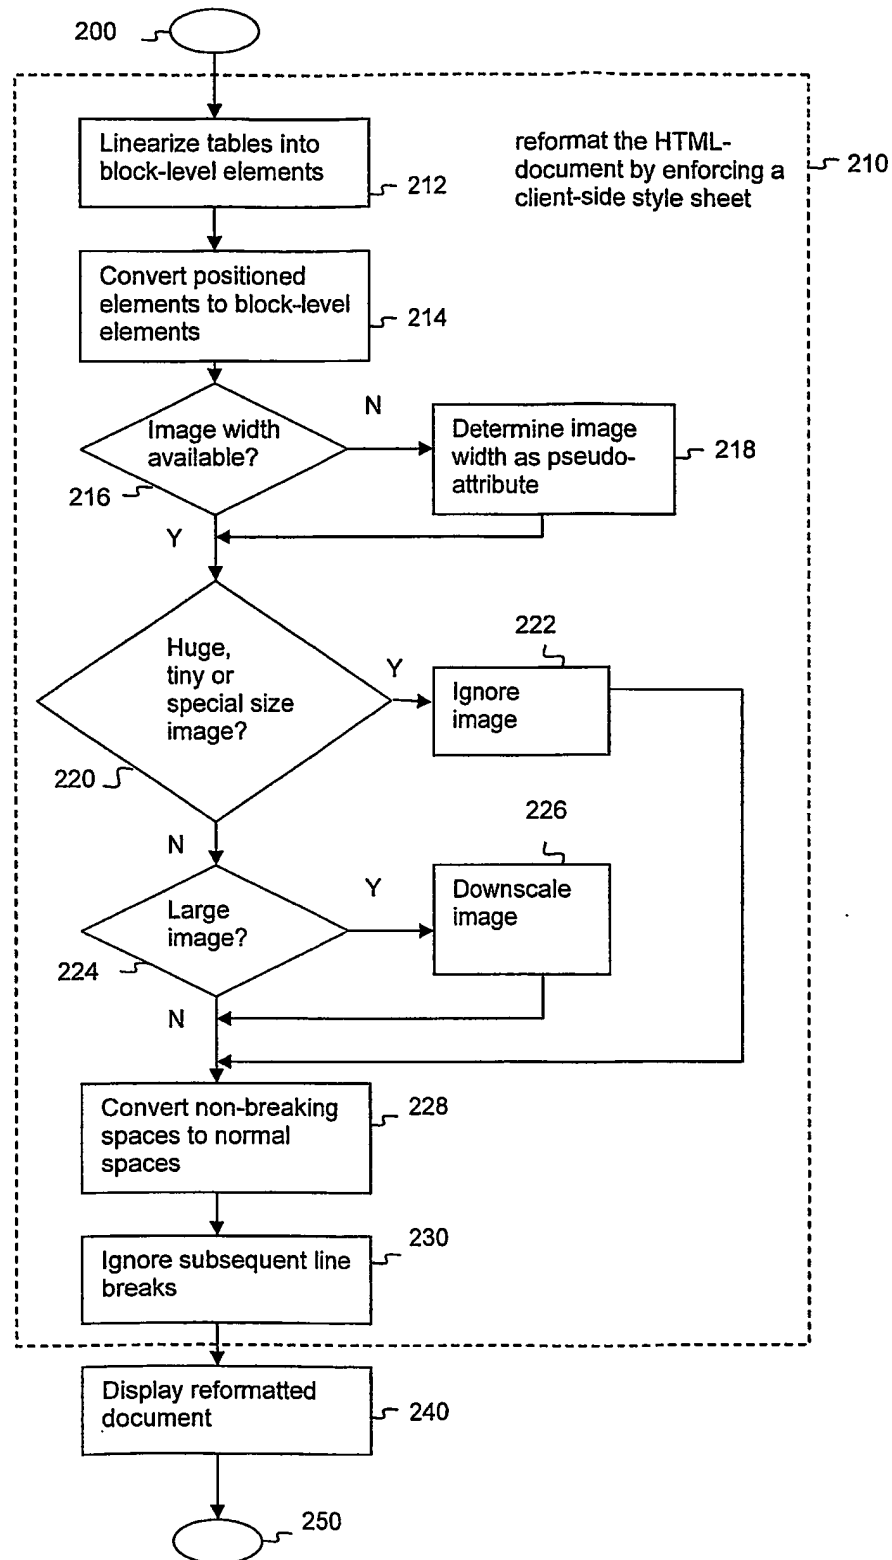 200
Linearize tables into
block-level elements
212
reformat the HTML-
document by enforcing a
client-side style sheet
210
Convert positioned
elements to block-level
elements
214
Image width
available?
216
N
Determine image
width as pseudo-
attribute
218
Y
Huge,
tiny or
special size
image?
220
Y
222
Ignore
image
N
226
Large
image?
224
Y
Downscale
image
N
Convert non-breaking
spaces to normal
spaces
228
Ignore subsequent line
breaks
230
Display reformatted
document
240
250